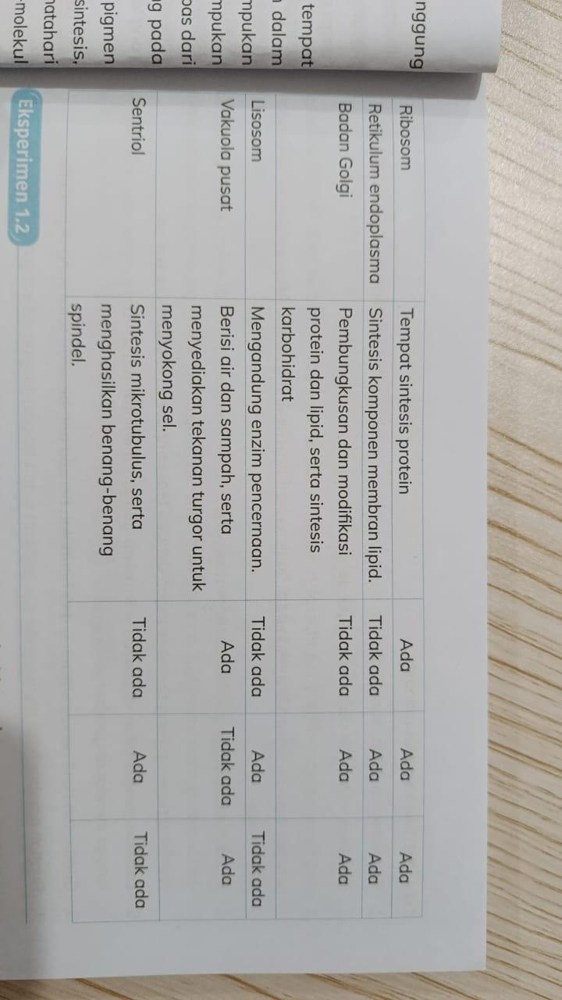 nggung
tempat
dalam
mpukan
mpukan
pas dari
ng pada
pigmen
sintesis,
natahari
-molekul
Ribosom Tempat sintesis protein Ada Ada Ada
Retikulum endoplasma Sintesis komponen membran lipid. Tidak ada Ada Ada
Badan Golgi Pembungkusan dan modifikasi Tidak ada Ada Ada
protein dan lipid, serta sintesis
karbohidrat
Lisosom Mengandung enzim pencernaan. Tidak ada Ada Tidak ada
Vakuola pusat Berisi air dan sampah, serta Ada Tidak ada Ada
menyediakan tekanan turgor untuk
menyokong sel.
Sentriol Sintesis mikrotubulus, serta Tidak ada Ada Tidak ada
menghasilkan benang-benang
spindel.
Eksperimen 1.2